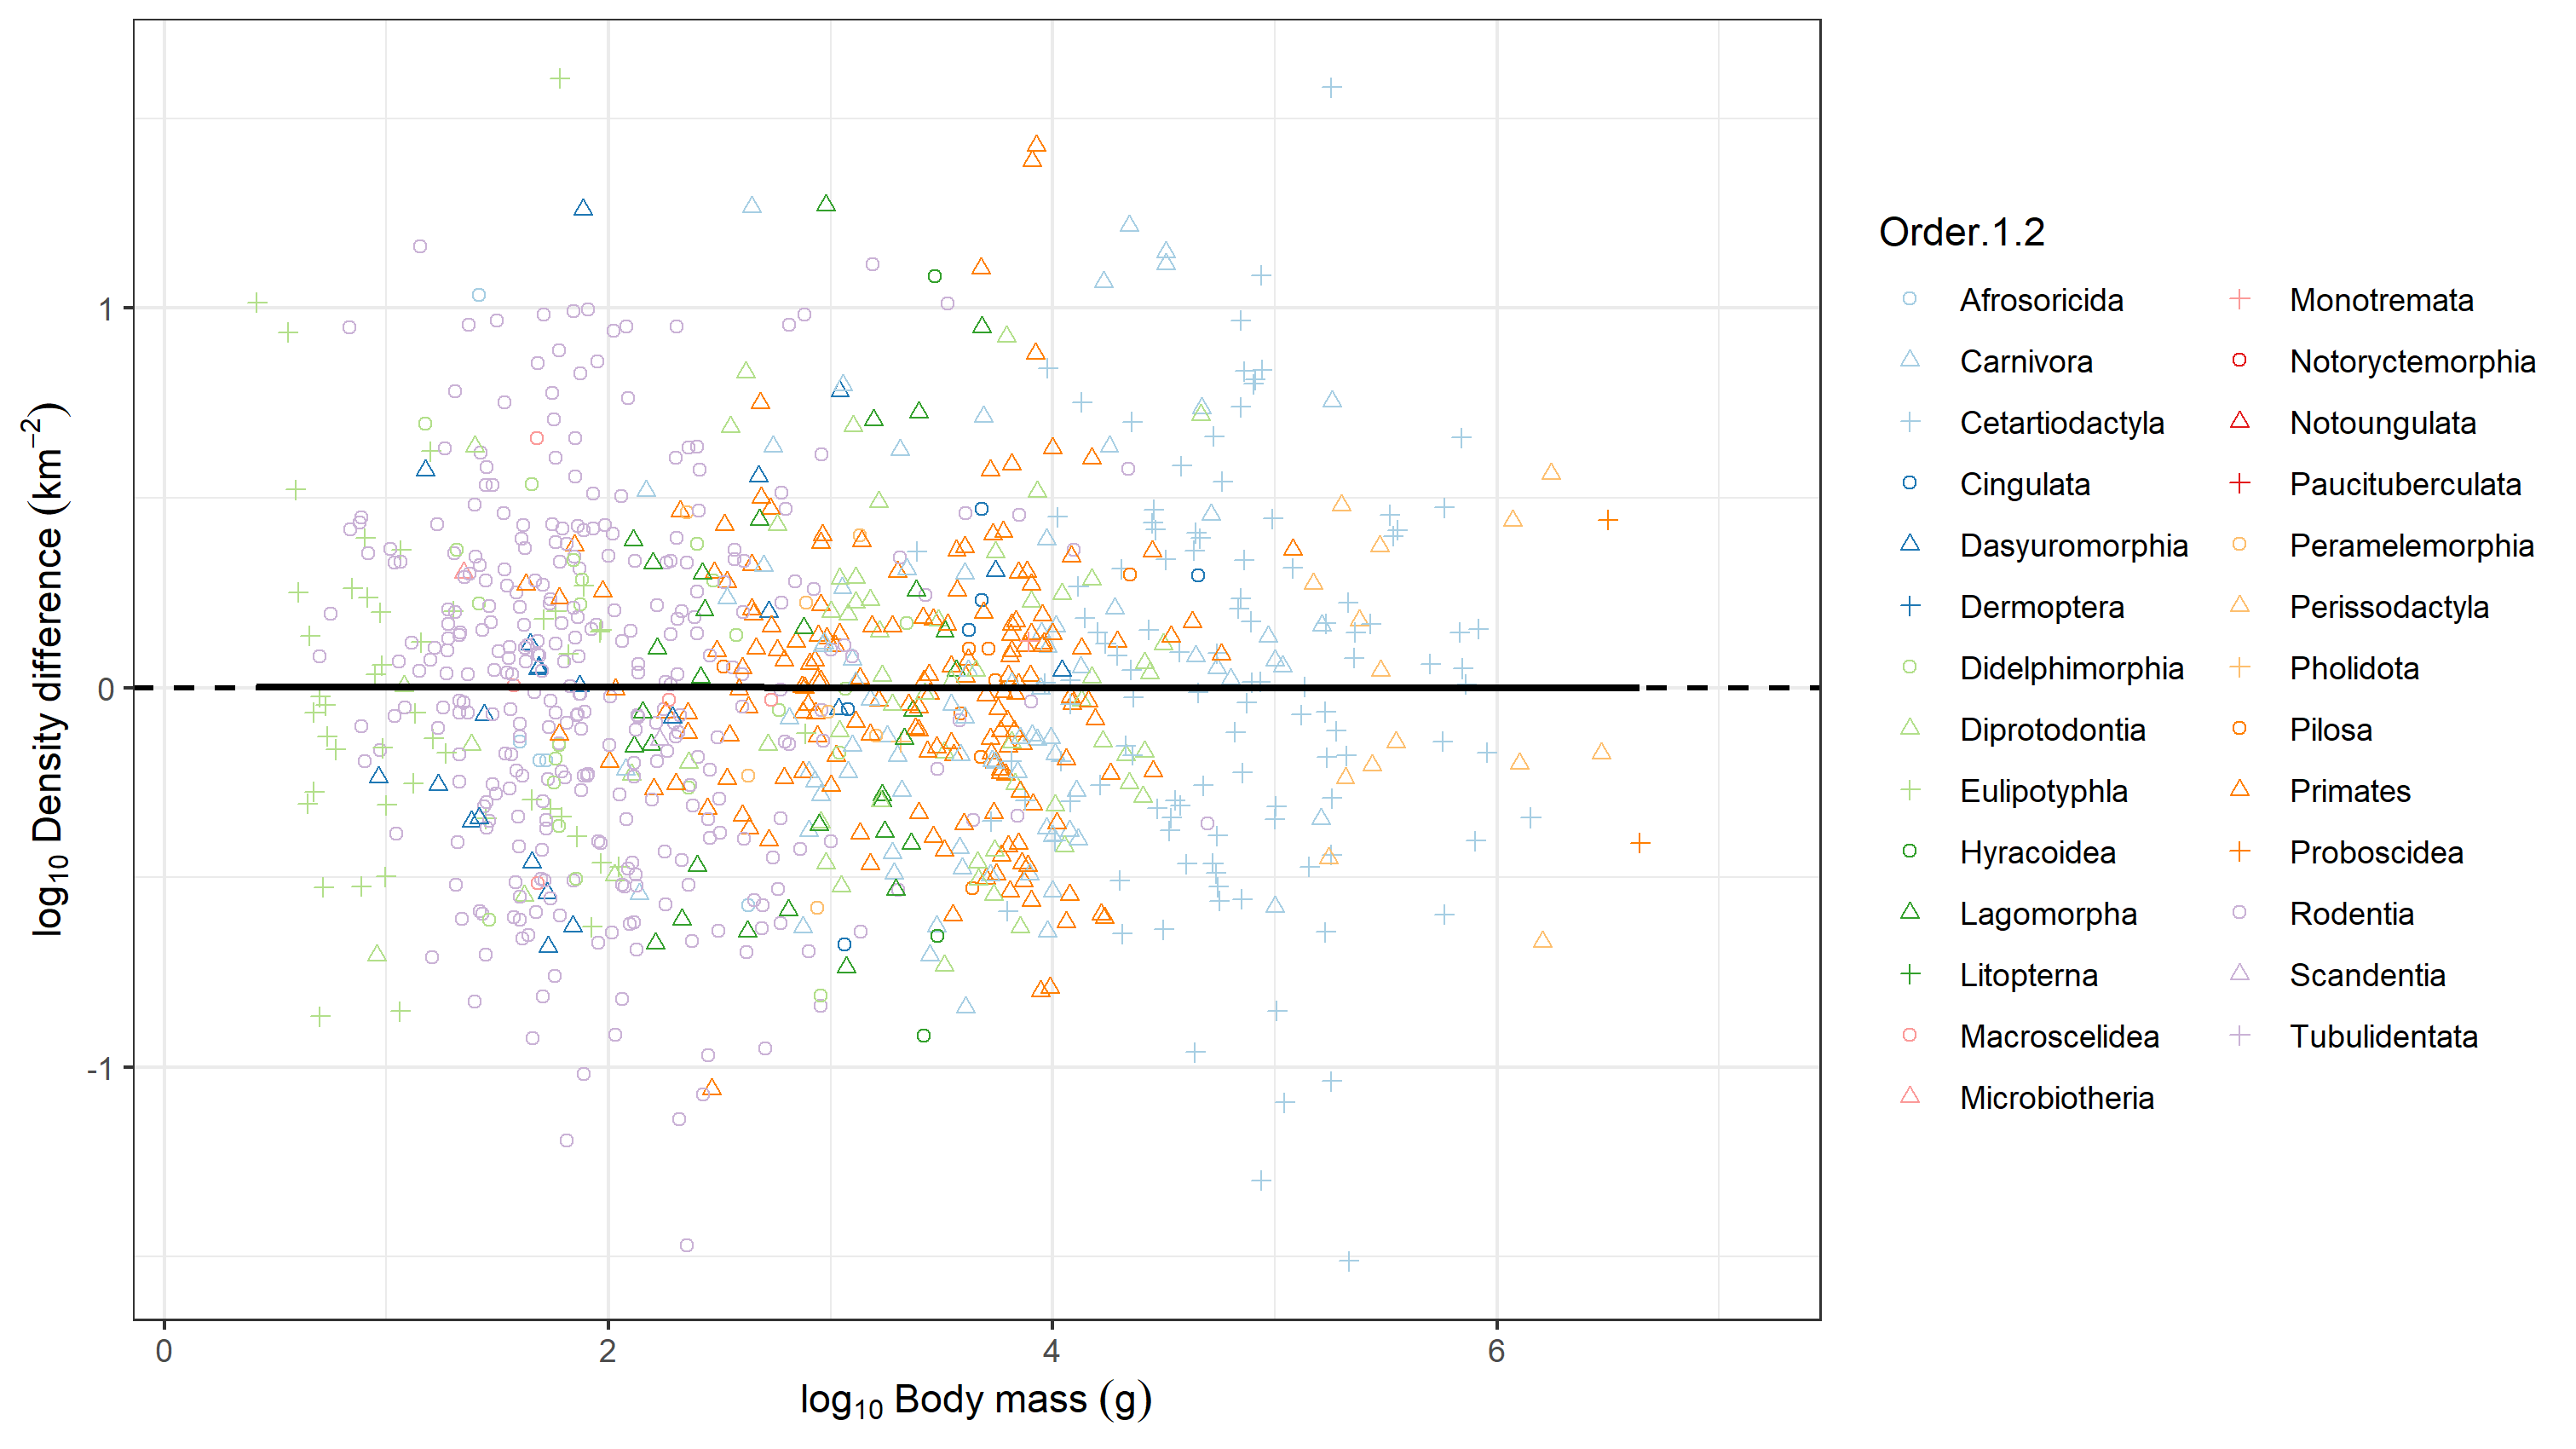 log10 Density difference (km−2)
1
0
-1
0 2 4 6
log10 Body mass (g)
Order.1.2
Afrosoricida
Carnivora
Cetartiodactyla
Cingulata
Dasyuromorphia
Dermoptera
Didelphimorphia
Diprotodontia
Eulipotyphla
Hyracoidea
Lagomorpha
Litopterna
Macroscelidea
Microbiotheria
Monotremata
Notoryctemorphia
Notoungulata
Paucituberculata
Peramelemorphia
Perissodactyla
Pholidota
Pilosa
Primates
Proboscidea
Rodentia
Scandentia
Tubulidentata